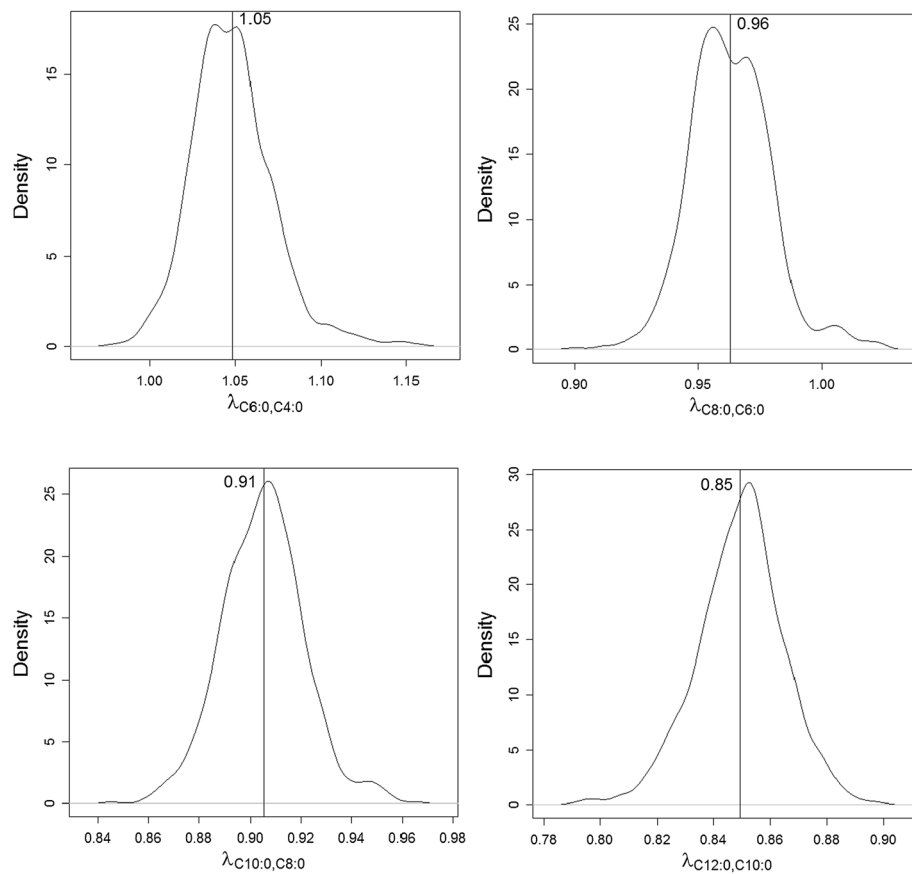 1.05
Density
0 5 10 15
1.00 1.05 1.10 1.15
λC6:0,C4:0
0.96
Density
0 5 10 15 20 25
0.90 0.95 1.00
λC8:0,C6:0
0.91
Density
0 5 10 15 20 25
0.84 0.86 0.88 0.90 0.92 0.94 0.96 0.98
λC10:0,C8:0
0.85
Density
0 5 10 15 20 25 30
0.78 0.80 0.82 0.84 0.86 0.88 0.90
λC12:0,C10:0